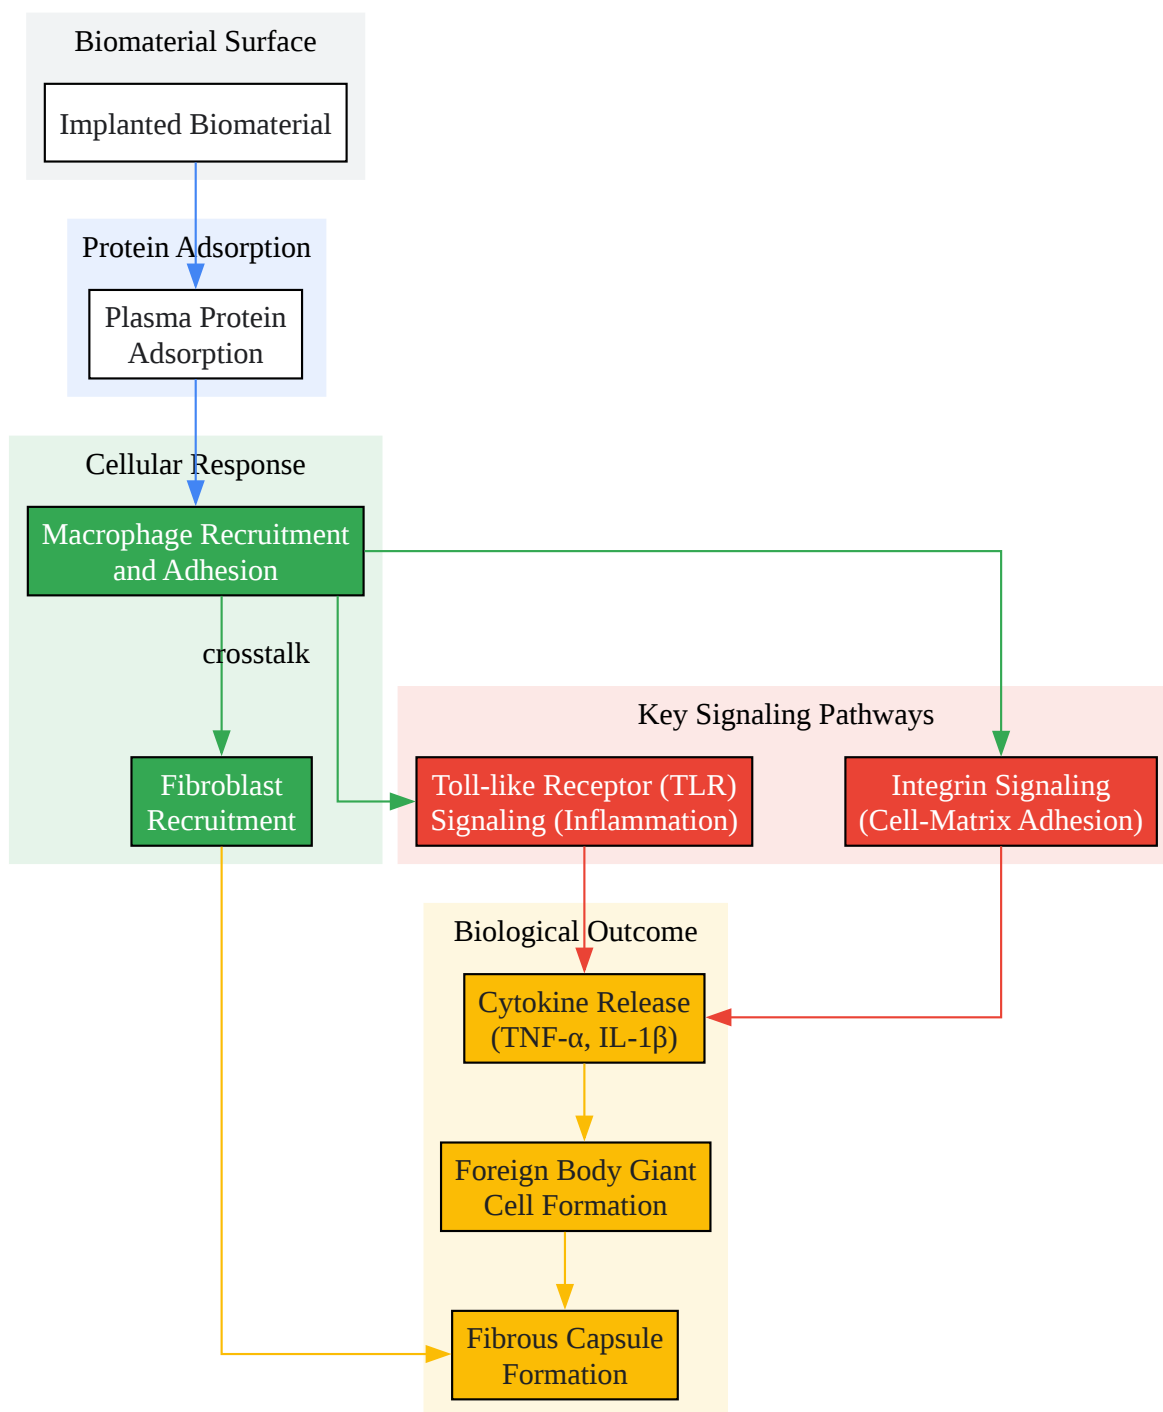 Biomaterial Surface
Implanted Biomaterial
Protein Adsorption
Plasma Protein
Adsorption
Cellular Response
Macrophage Recruitment
and Adhesion
crosstalk
Fibroblast
Recruitment
Key Signaling Pathways
Toll-like Receptor (TLR)
Signaling (Inflammation)
Integrin Signaling
(Cell-Matrix Adhesion)
Biological Outcome
Cytokine Release
(TNF-α, IL-1β)
Foreign Body Giant
Cell Formation
Fibrous Capsule
Formation